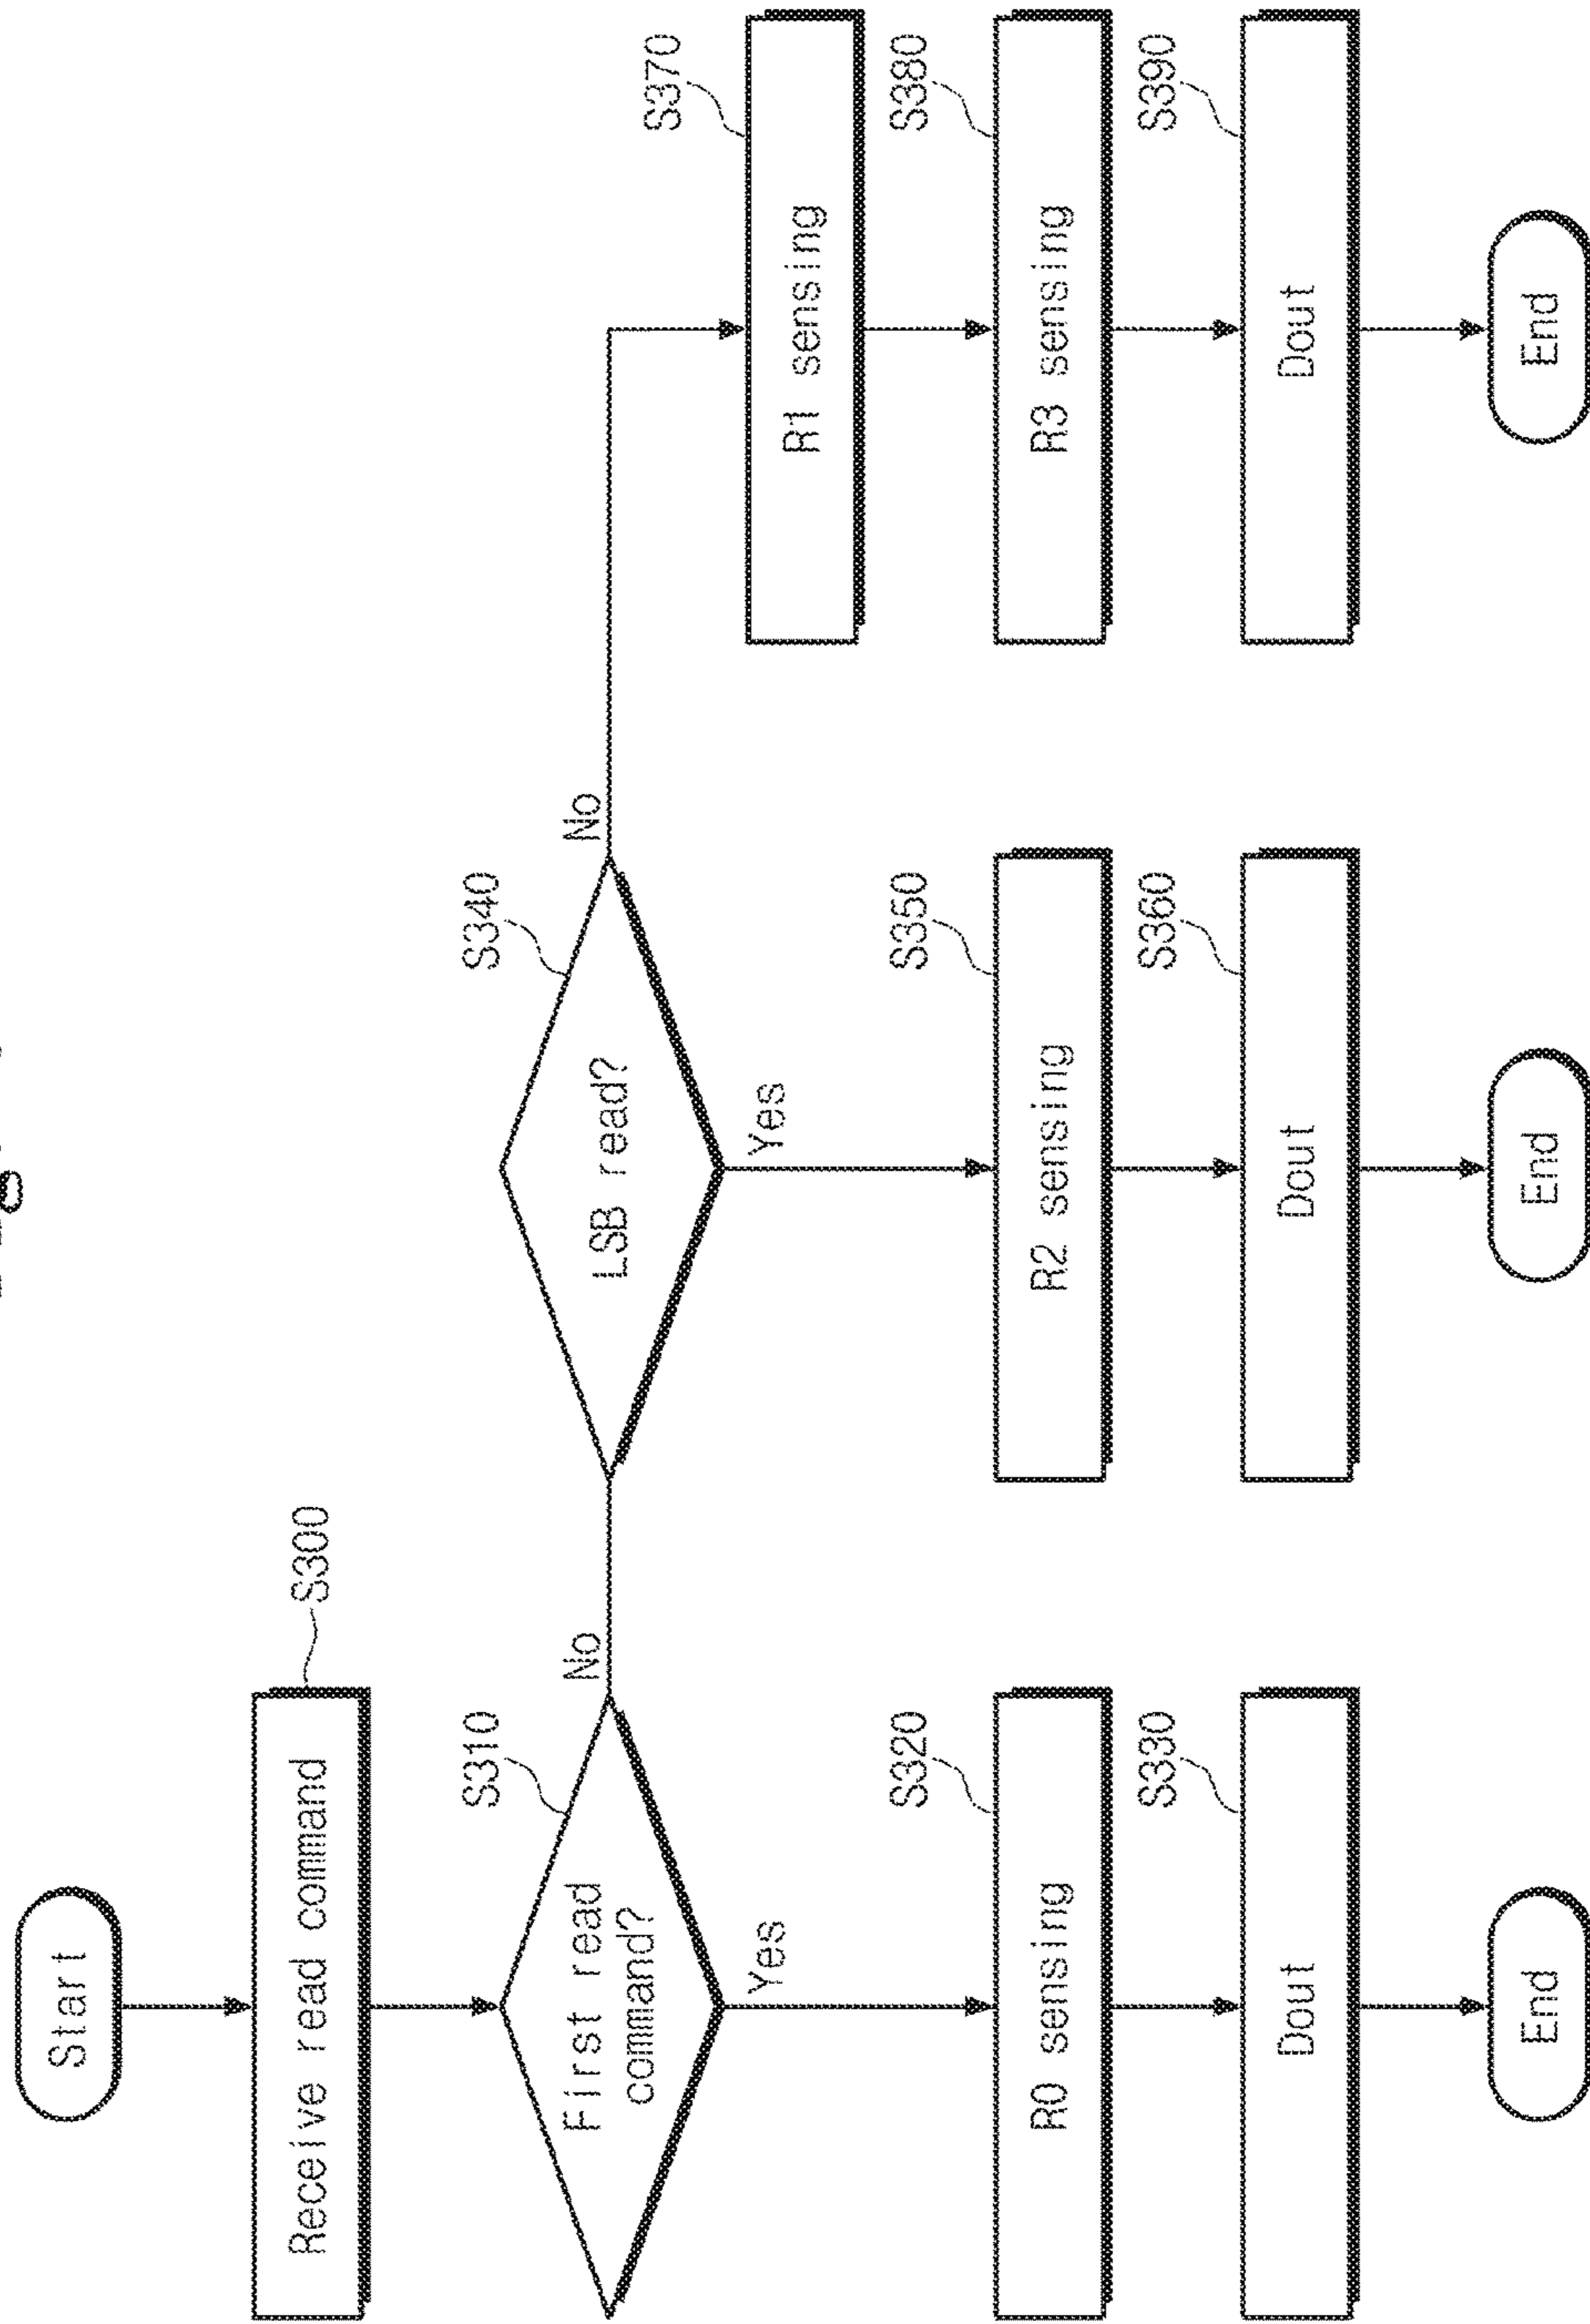 Start
Receive read command
S300
First read
command?
S310
No
Yes
R0 sensing
S320
Dout
S330
End
LSB read?
S340
No
Yes
R2 sensing
S350
Dout
S360
End
R1 sensing
S370
R3 sensing
S380
Dout
S390
End